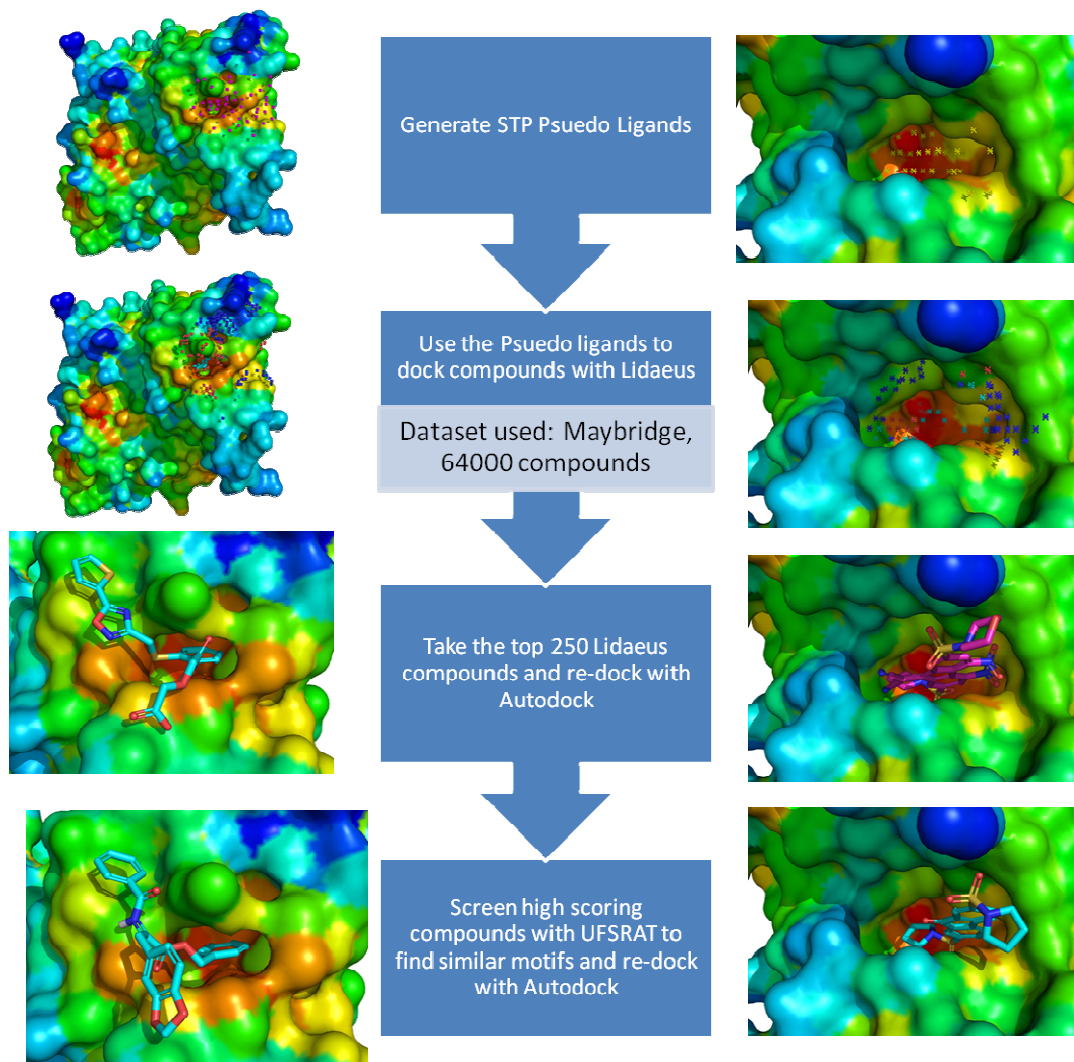 Generate STP Psuedo Ligands
Use the Psuedo ligands to
dock compounds with Lidaeus
Dataset used: Maybridge,
64000 compounds
Take the top 250 Lidaeus
compounds and re-dock with
Autodock
Screen high scoring
compounds with UFSRAT to
find similar motifs and re-dock
with Autodock